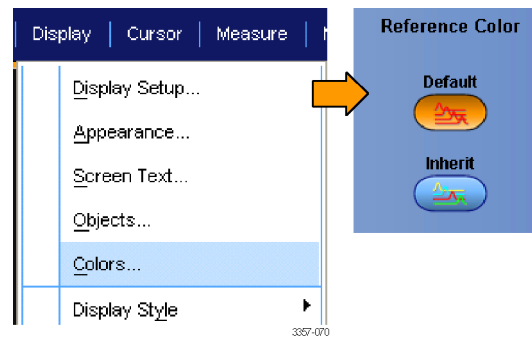 Display | Cursor | Measure |
Display Setup...
Appearance...
Screen Text...
Objects...
Colors...
Display Style
3357-070
Reference Color
Default
Inherit